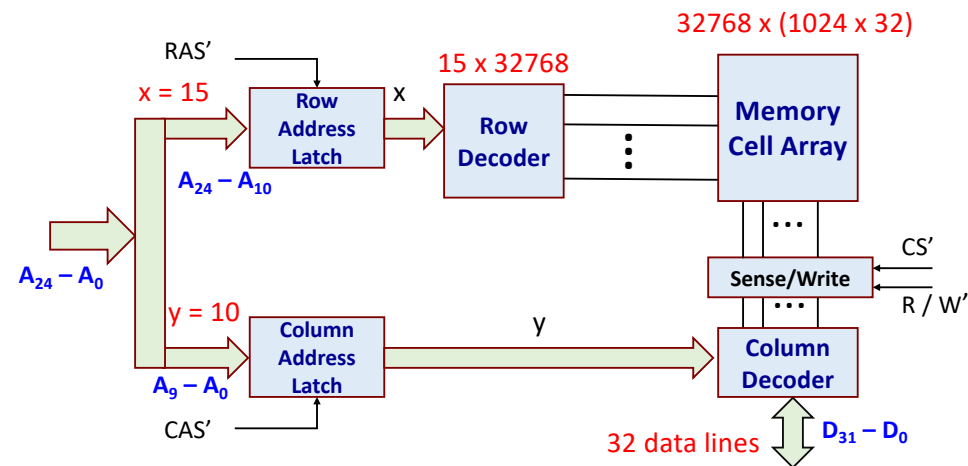 32768 x (1024 x 32)
RAS’
15 x 32768
x = 15
x
Row
Address
Latch
Row
Decoder
Memory
Cell Array
A₂₄ – A₁₀
A₂₄ – A₀
CS’
Sense/Write
R / W’
y = 10
y
Column
Address
Latch
Column
Decoder
A₉ – A₀
CAS’
32 data lines
D₃₁ – D₀